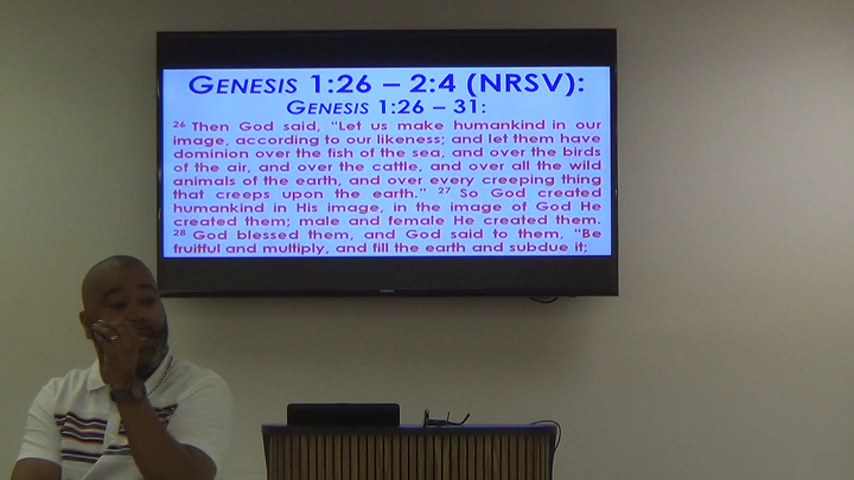 GENESIS 1:26 – 2:4 (NRSV):
GENESIS 1:26 – 31:
26 Then God said, "Let us make humankind in our
image, according to our likeness; and let them have
dominion over the fish of the sea, and over the birds
of the air, and over the cattle, and over all the wild
animals of the earth, and over every creeping thing
that creeps upon the earth." 27 So God created
humankind in His image, in the image of God He
created them; male and female He created them.
28 God blessed them, and God said to them, "Be
fruitful and multiply, and fill the earth and subdue it;